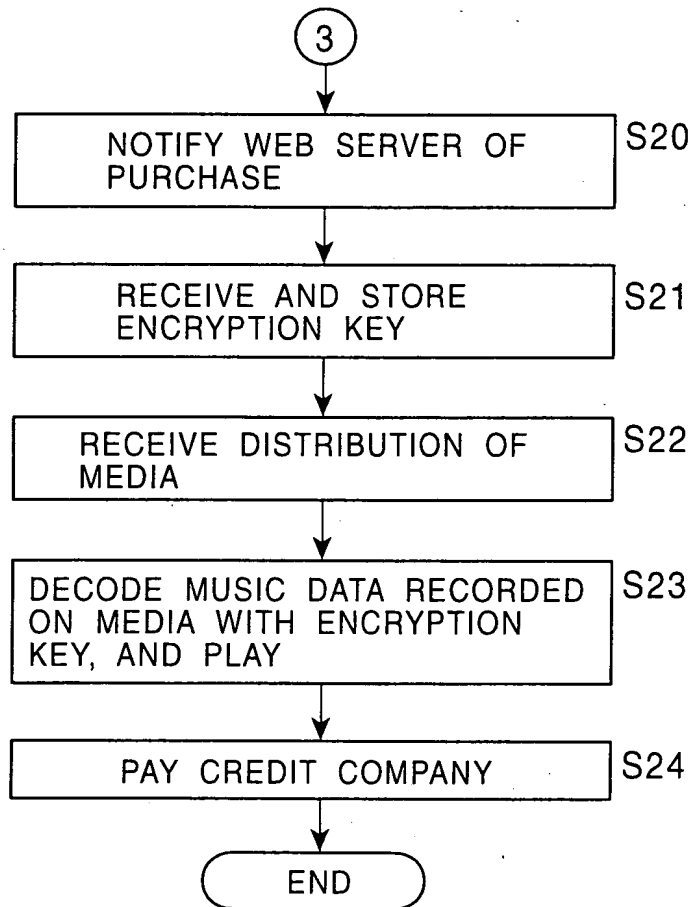 3
NOTIFY WEB SERVER OF
PURCHASE
S20
RECEIVE AND STORE
ENCRYPTION KEY
S21
RECEIVE DISTRIBUTION OF
MEDIA
S22
DECODE MUSIC DATA RECORDED
ON MEDIA WITH ENCRYPTION
KEY, AND PLAY
S23
PAY CREDIT COMPANY
S24
END